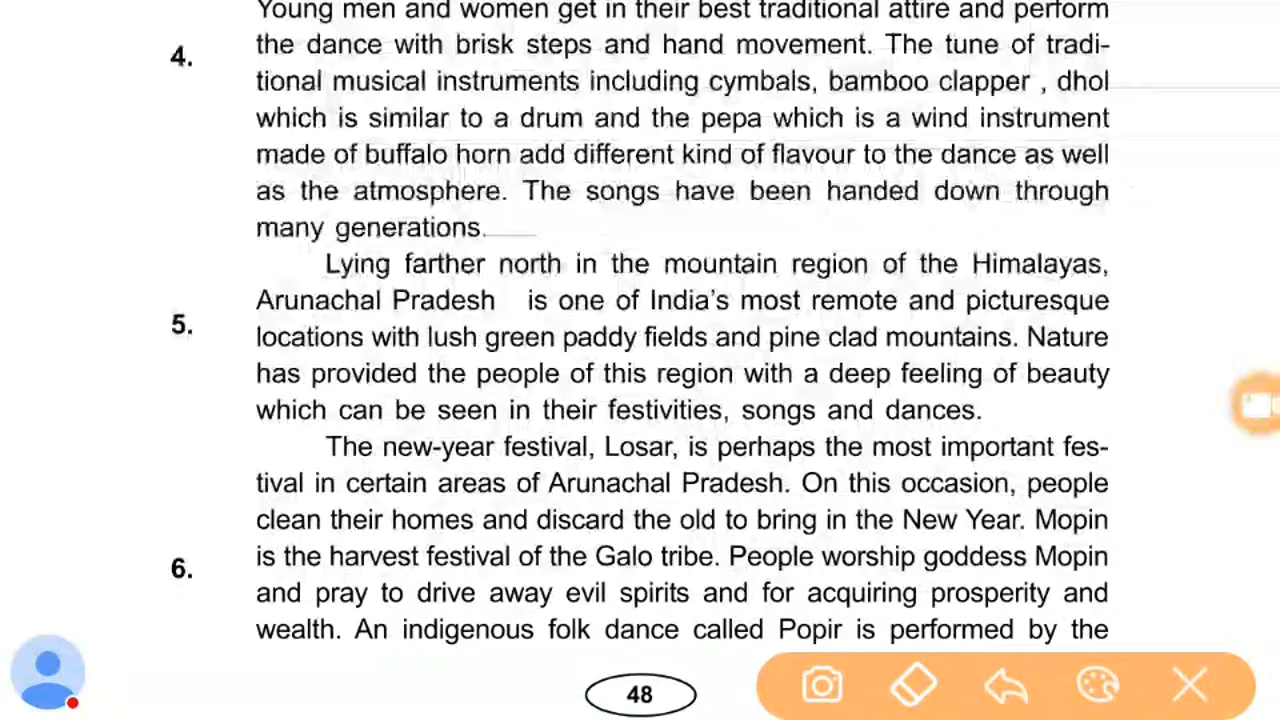 Young men and women get in their best traditional attire and perform
4. the dance with brisk steps and hand movement. The tune of tradi-
tional musical instruments including cymbals, bamboo clapper , dhol
which is similar to a drum and the pepa which is a wind instrument
made of buffalo horn add different kind of flavour to the dance as well
as the atmosphere. The songs have been handed down through
many generations.
Lying farther north in the mountain region of the Himalayas,
Arunachal Pradesh is one of India's most remote and picturesque
5. locations with lush green paddy fields and pine clad mountains. Nature
has provided the people of this region with a deep feeling of beauty
which can be seen in their festivities, songs and dances.
The new-year festival, Losar, is perhaps the most important fes-
tival in certain areas of Arunachal Pradesh. On this occasion, people
clean their homes and discard the old to bring in the New Year. Mopin
6. is the harvest festival of the Galo tribe. People worship goddess Mopin
and pray to drive away evil spirits and for acquiring prosperity and
wealth. An indigenous folk dance called Popir is performed by the
48